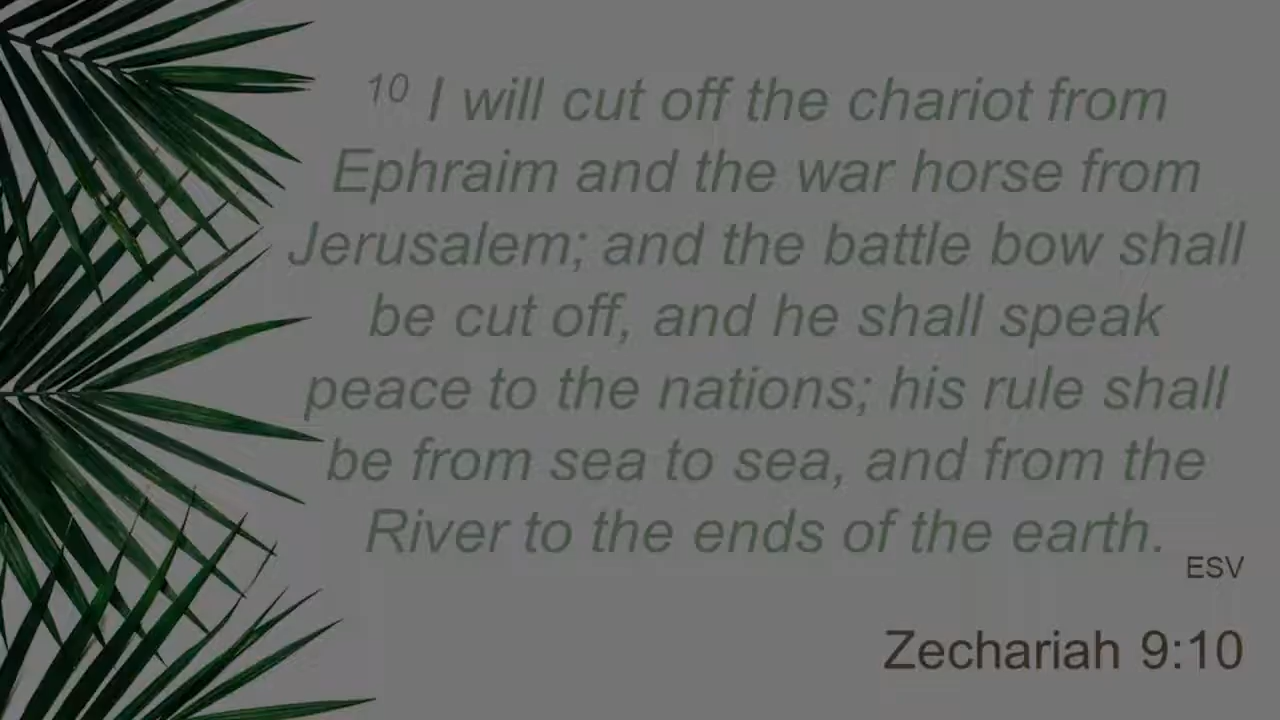 10 I will cut off the chariot from
Ephraim and the war horse from
Jerusalem; and the battle bow shall
be cut off, and he shall speak
peace to the nations; his rule shall
be from sea to sea, and from the
River to the ends of the earth.
ESV
Zechariah 9:10